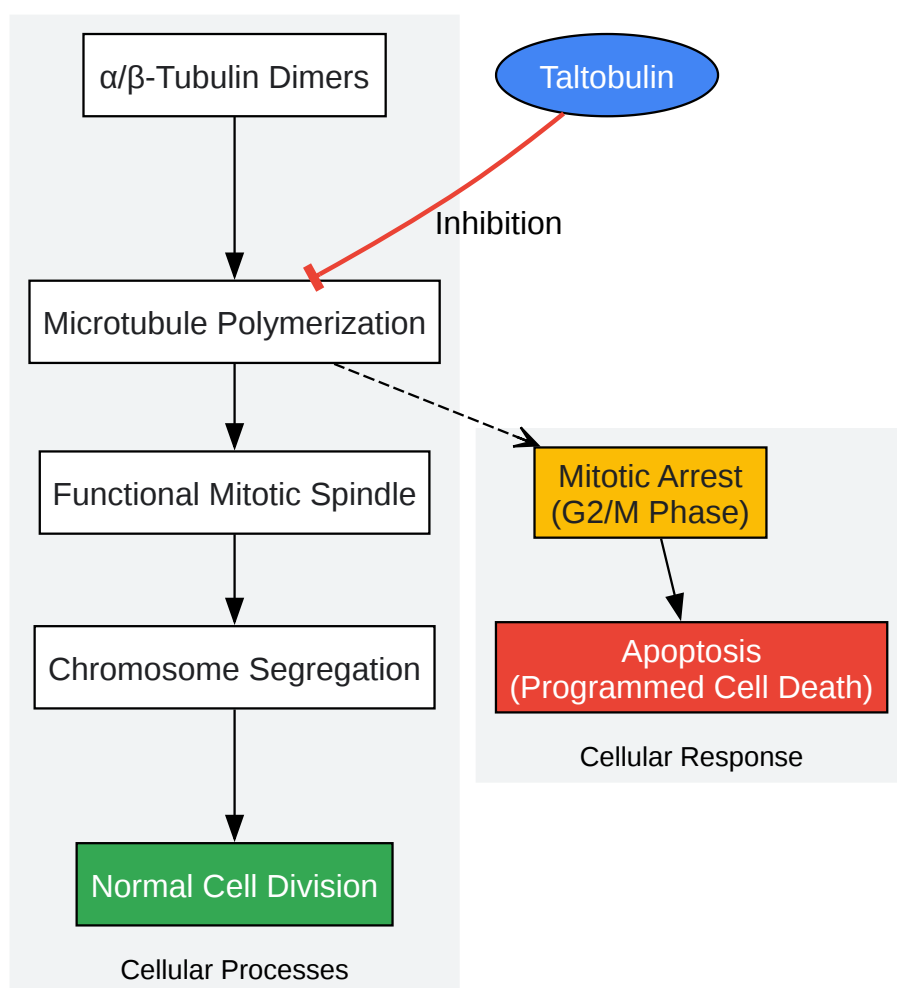 α/β-Tubulin Dimers
Taltobulin
Inhibition
Microtubule Polymerization
Functional Mitotic Spindle
Mitotic Arrest
(G2/M Phase)
Chromosome Segregation
Apoptosis
(Programmed Cell Death)
Cellular Response
Normal Cell Division
Cellular Processes